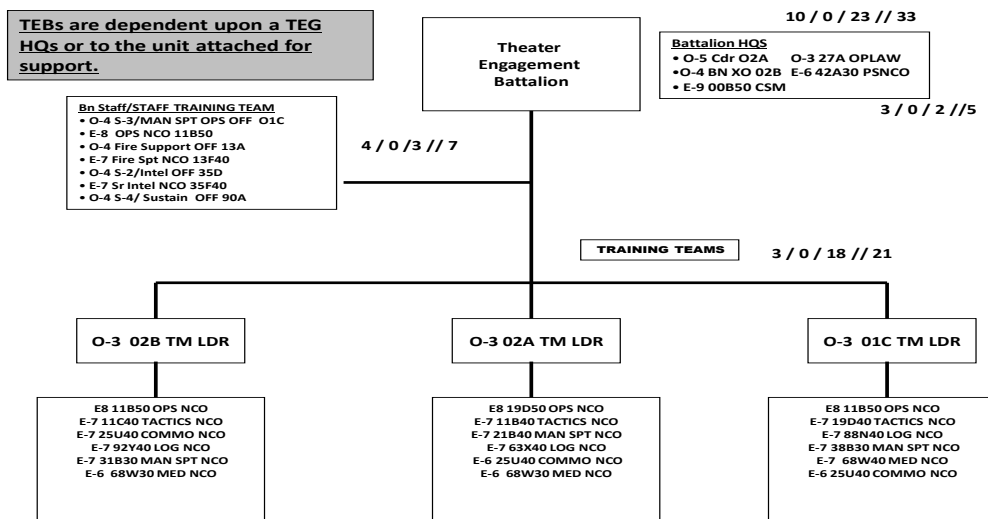 TEBs are dependent upon a TEG
HQs or to the unit attached for
support.
10 / 0 / 23 // 33
Theater
Engagement
Battalion
Battalion HQS
• O-5 Cdr O2A O-3 27A OPLAW
•O-4 BN XO 02B E-6 42A30 PSNCO
• E-9 00B50 CSM
3 / 0 / 2 //5
Bn Staff/STAFF TRAINING TEAM
• O-4 S-3/MAN SPT OPS OFF O1C
• E-8 OPS NCO 11B50
• O-4 Fire Support OFF 13A
• E-7 Fire Spt NCO 13F40
• O-4 S-2/Intel OFF 35D
• E-7 Sr Intel NCO 35F40
• O-4 S-4/ Sustain OFF 90A
4 / 0 /3 // 7
TRAINING TEAMS
3 / 0 / 18 // 21
O-3 02B TM LDR
O-3 02A TM LDR
O-3 01C TM LDR
E8 11B50 OPS NCO
E-7 11C40 TACTICS NCO
E-7 25U40 COMMO NCO
E-7 92Y40 LOG NCO
E-7 31B30 MAN SPT NCO
E-6 68W30 MED NCO
E8 19D50 OPS NCO
E-7 11B40 TACTICS NCO
E-7 21B40 MAN SPT NCO
E-7 63X40 LOG NCO
E-6 25U40 COMMO NCO
E-6 68W30 MED NCO
E8 11B50 OPS NCO
E-7 19D40 TACTICS NCO
E-7 88N40 LOG NCO
E-7 38B30 MAN SPT NCO
E-7 68W40 MED NCO
E-6 25U40 COMMO NCO